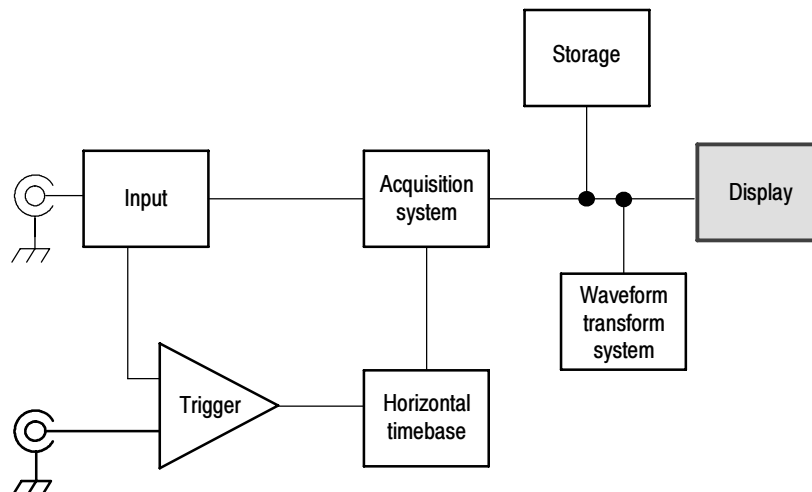 Storage
Input
Acquisition
system
Display
Waveform
transform
system
Trigger
Horizontal
timebase